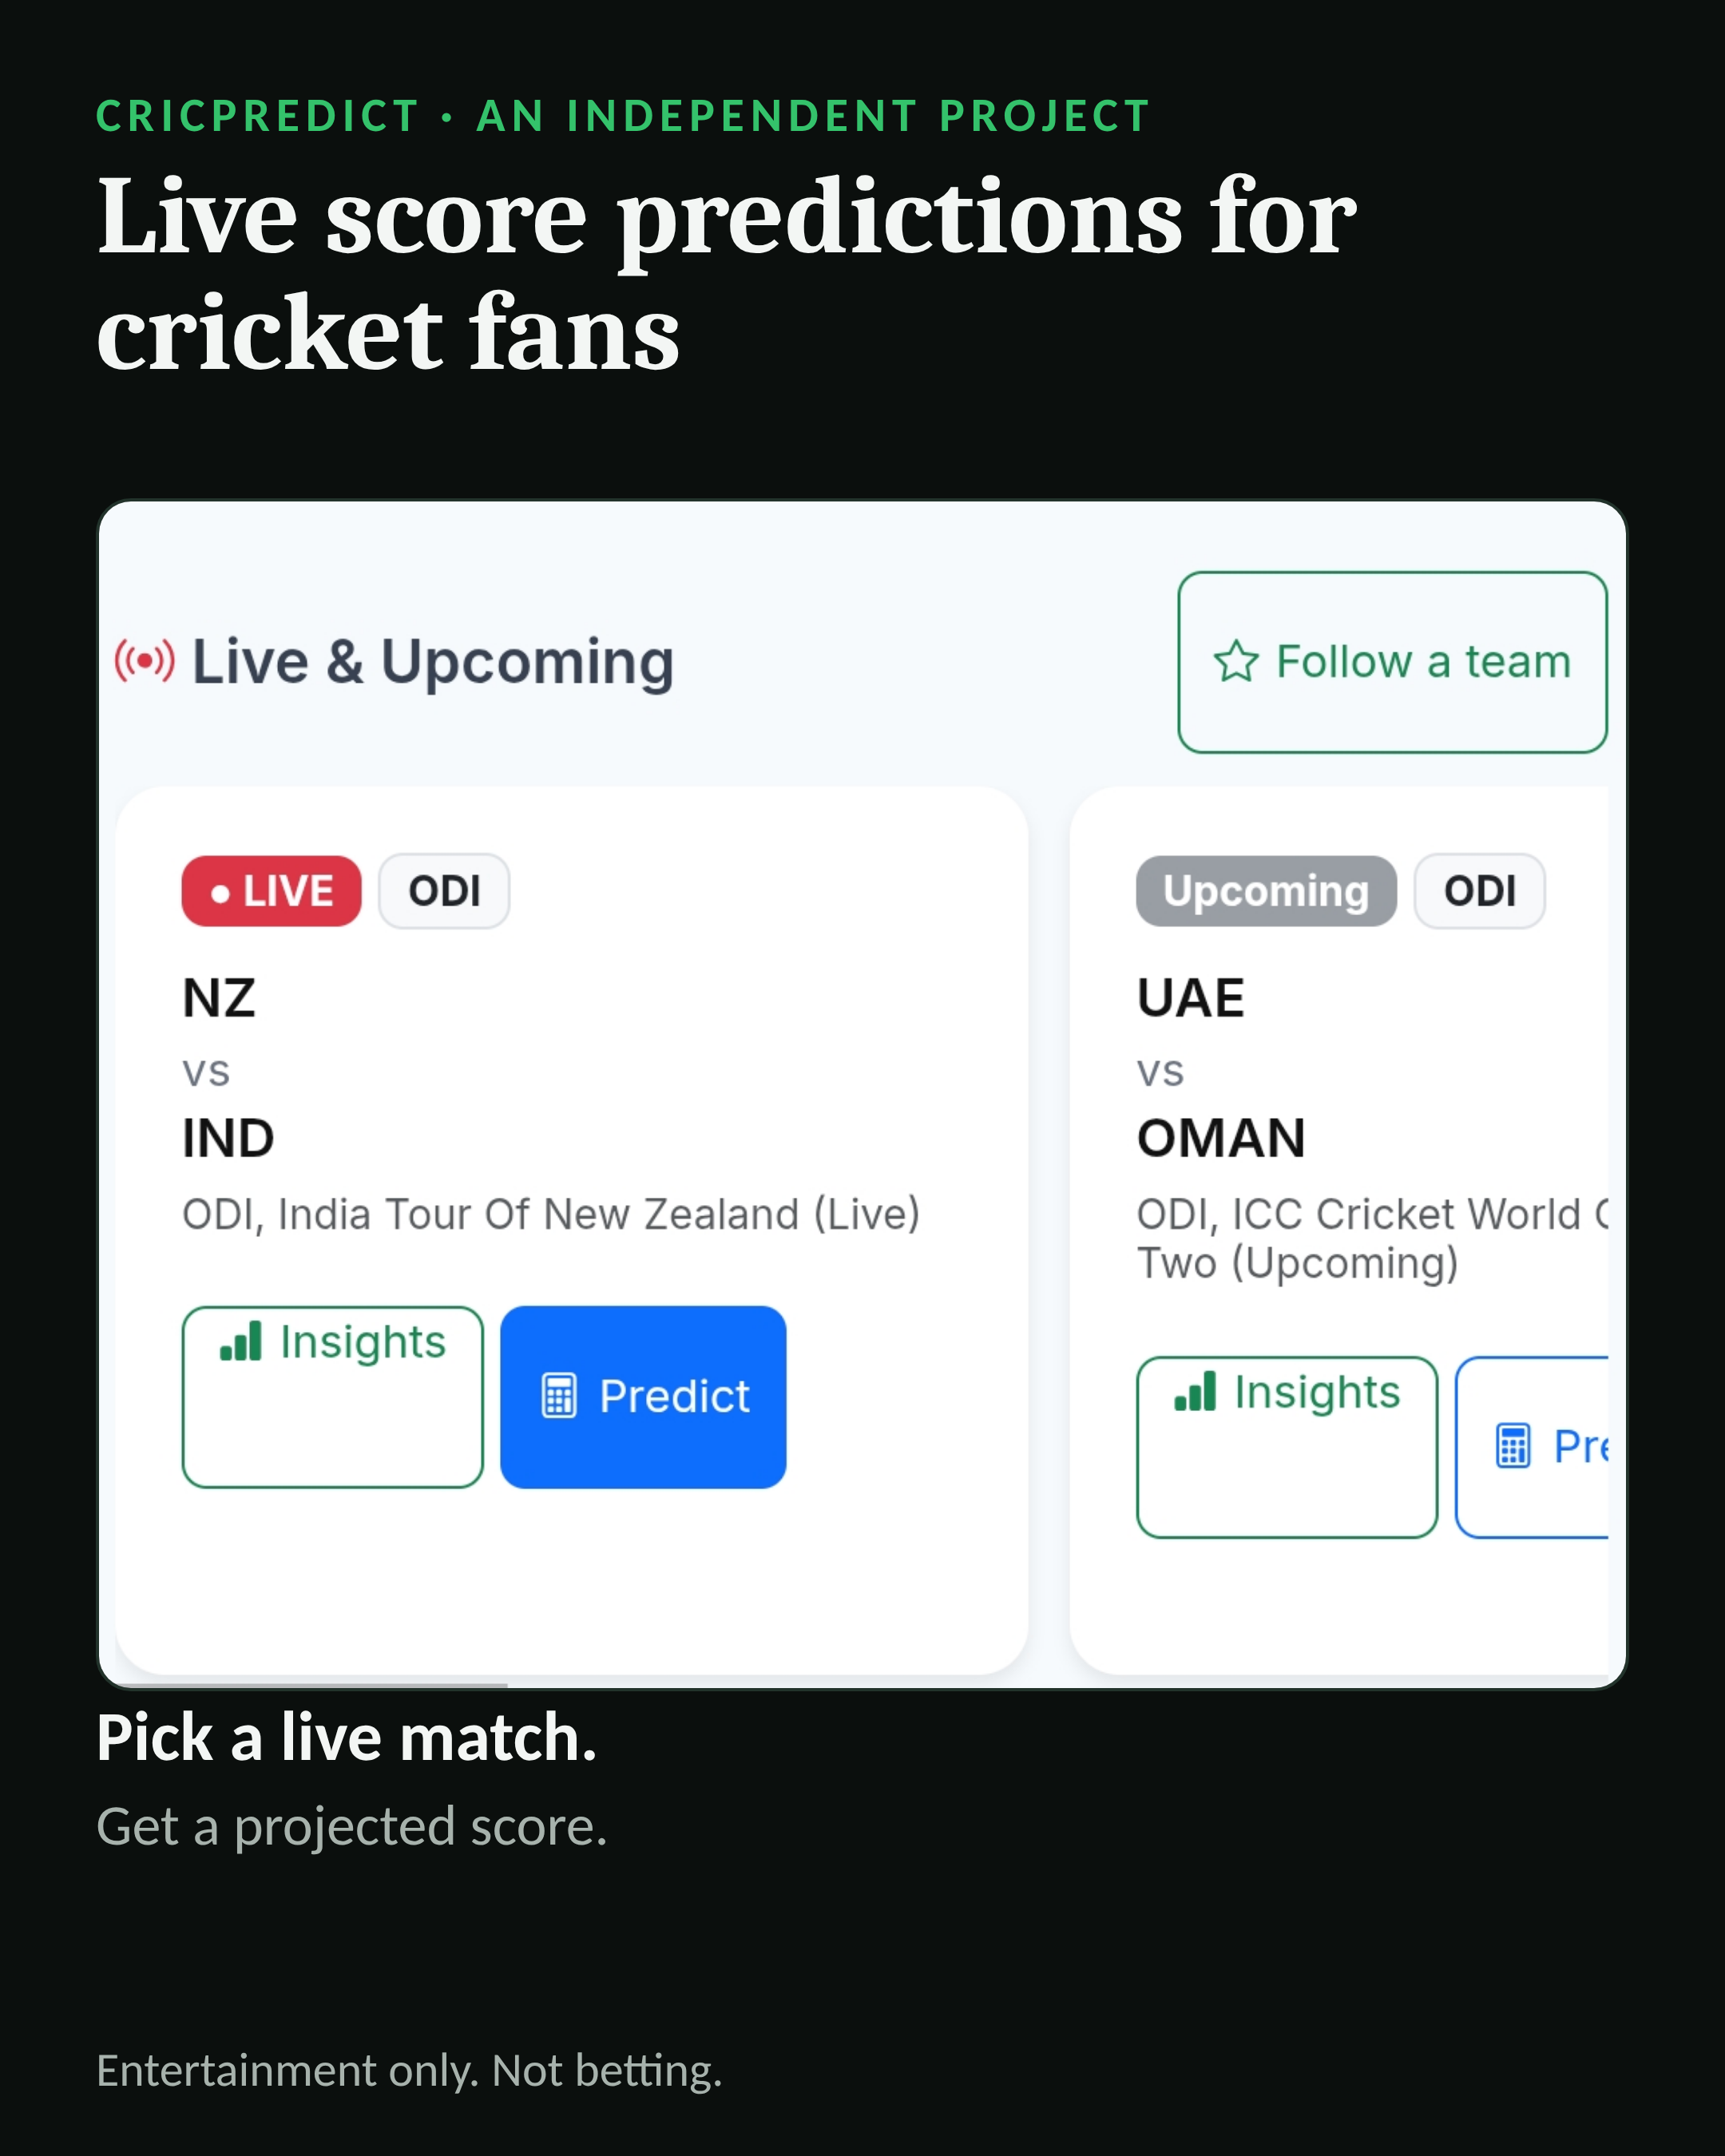 CRICPREDICT · AN INDEPENDENT PROJECT
Live score predictions for
cricket fans
Live & Upcoming
Follow a team
LIVE ODI
NZ
vs
IND
ODI, India Tour Of New Zealand (Live)
Insights
Predict
Upcoming ODI
UAE
vs
OMAN
ODI, ICC Cricket World
Two (Upcoming)
Insights
Pick a live match.
Get a projected score.
Entertainment only. Not betting.